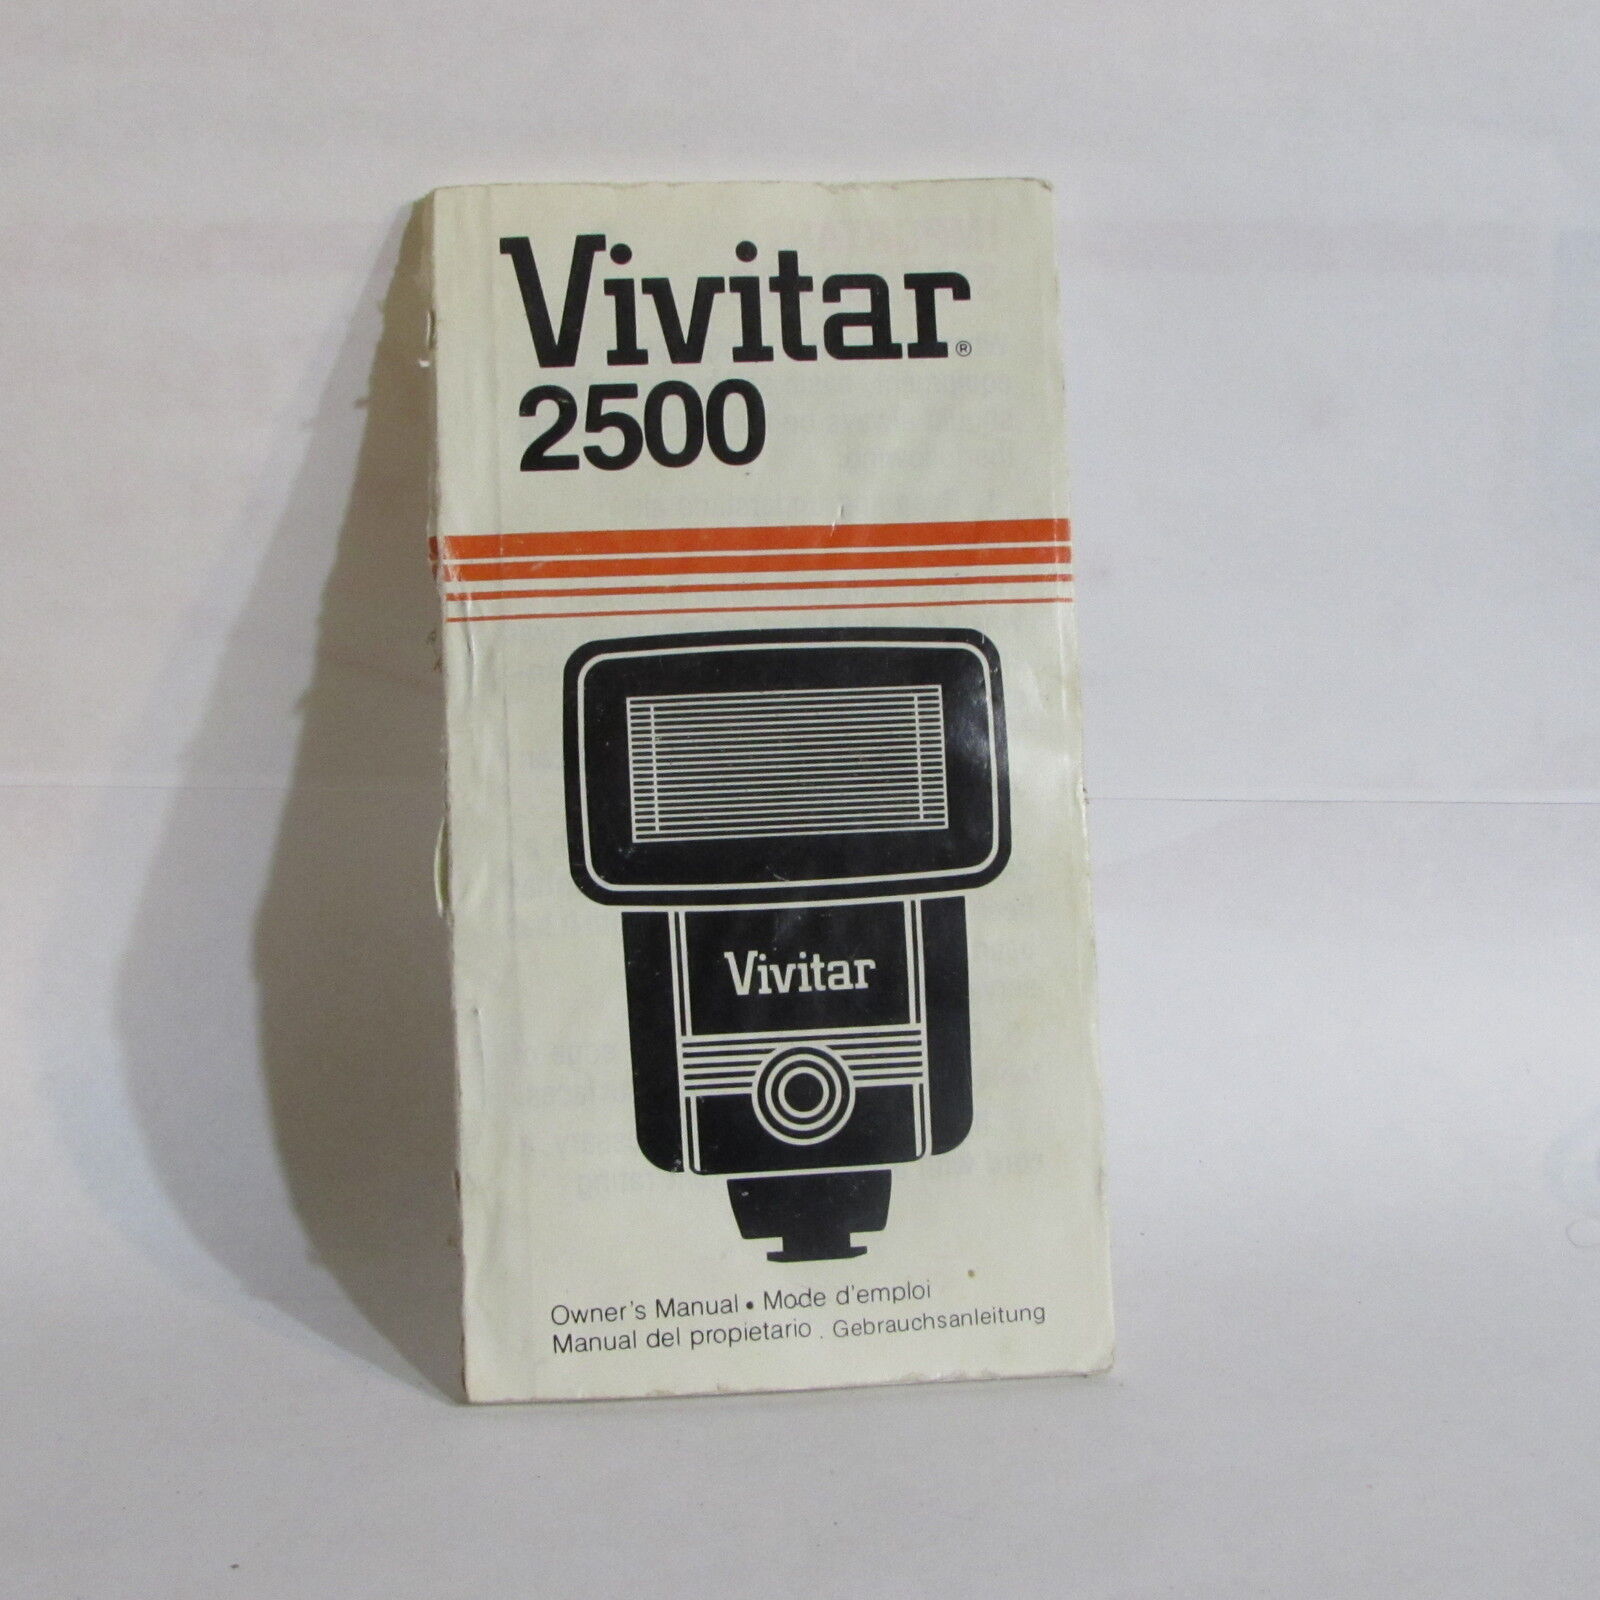 Vivitar®
2500
Vivitar
Owner's Manual • Mode d'emploi
Manual del propietario . Gebrauchsanleitung